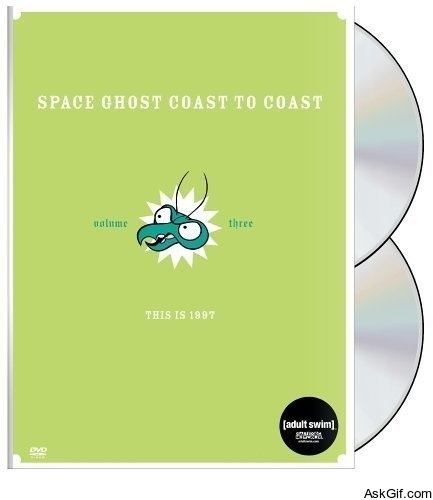 SPACE GHOST COAST TO COAST
volume three
THIS IS 1997
[adult swim]
DVD
AskGif.com